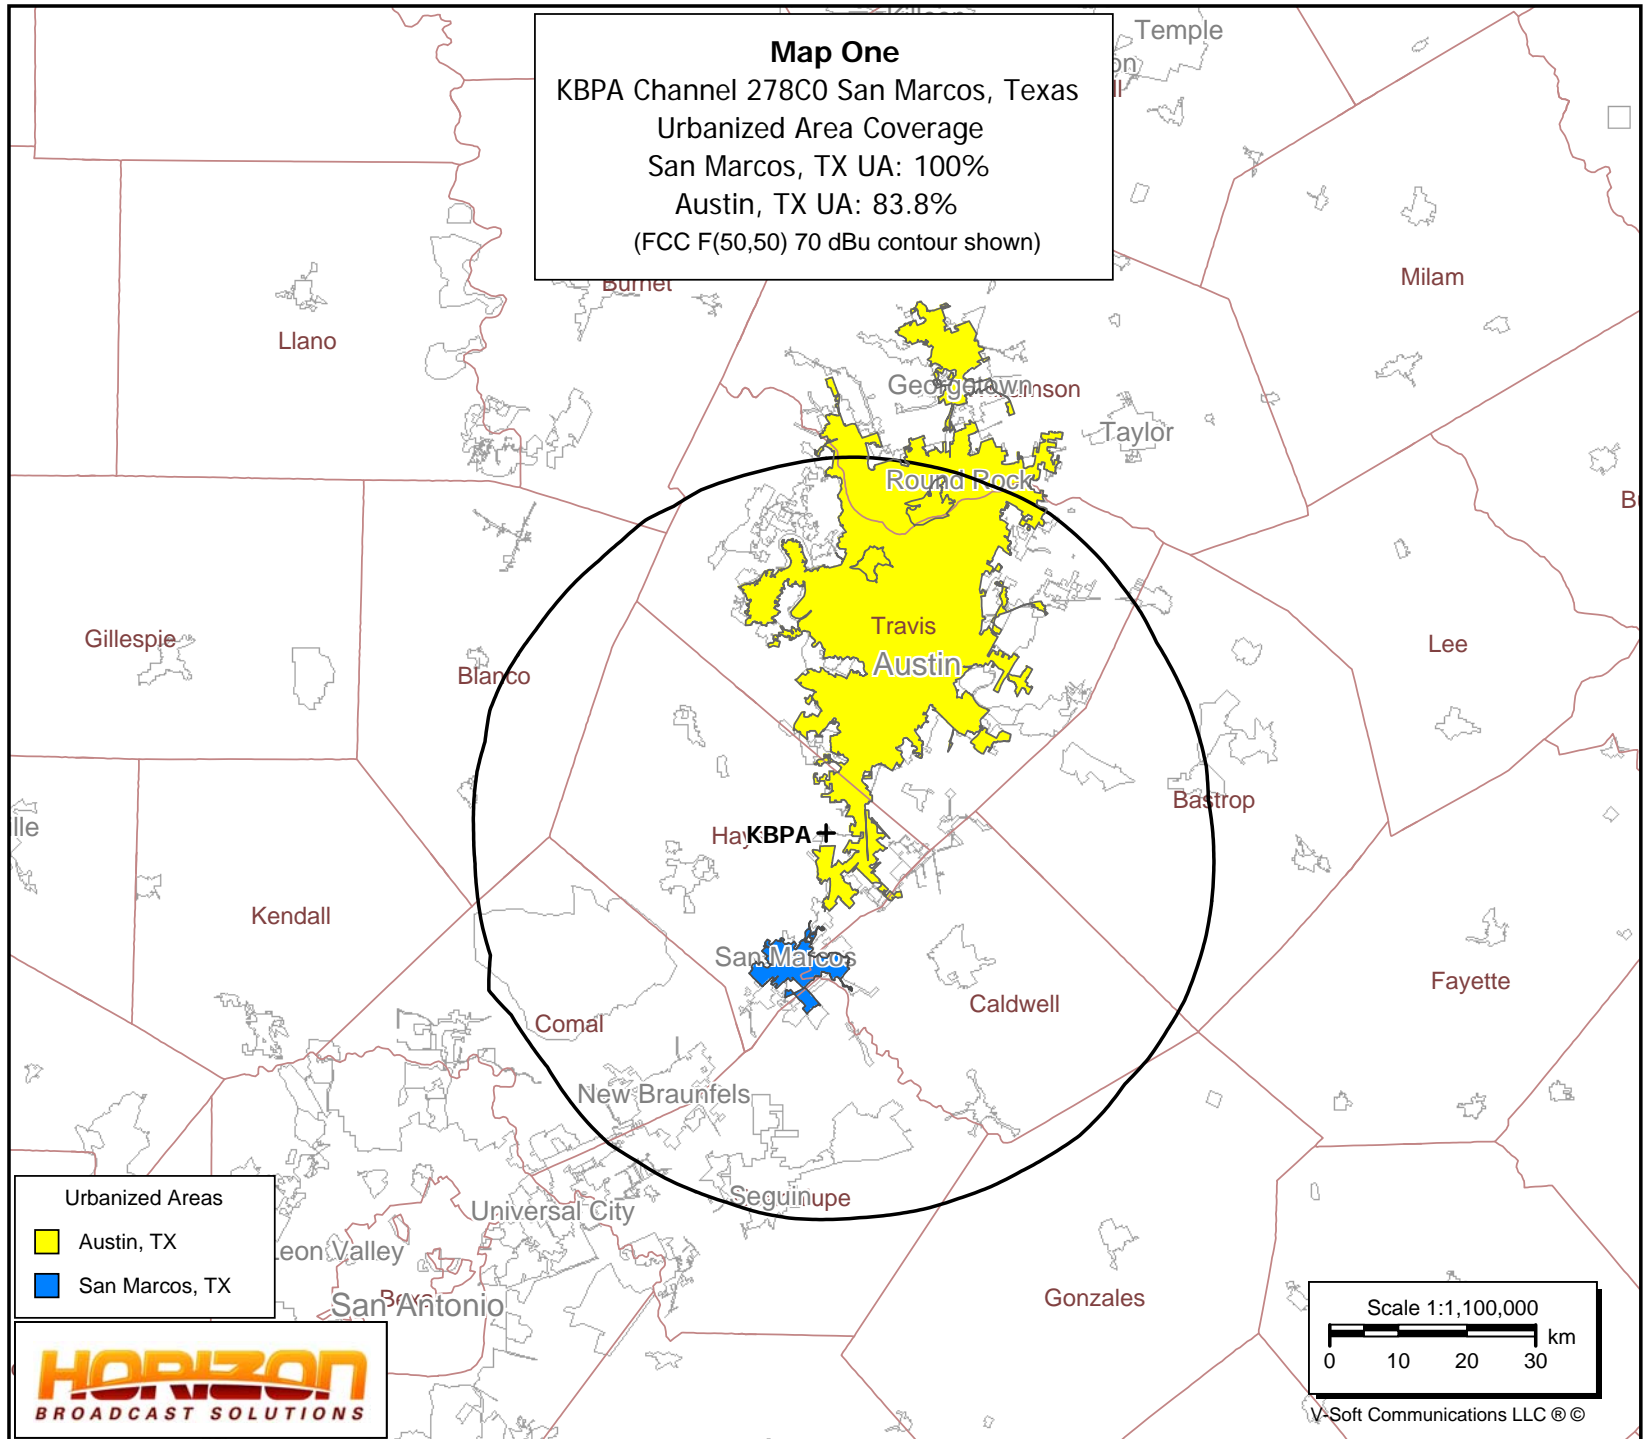 Map One
KBPA Channel 278C0 San Marcos, Texas
Urbanized Area Coverage
San Marcos, TX UA: 100%
Austin, TX UA: 83.8%
(FCC F(50,50) 70 dBu contour shown)
Temple
Burnet
Milam
Llano
Georgetown
Taylor
Round Rock
Gillespie
Travis
Lee
Austin
Blanco
Bastrop
KBPA
Kendall
San Marcos
Fayette
Caldwell
Comal
New Braunfels
Seguin
Universal City
Leon Valley
San Antonio
Gonzales
Urbanized Areas
Austin, TX
San Marcos, TX
HORIZON
BROADCAST SOLUTIONS
Scale 1:1,100,000
km
0 10 20 30
V-Soft Communications LLC ® ©